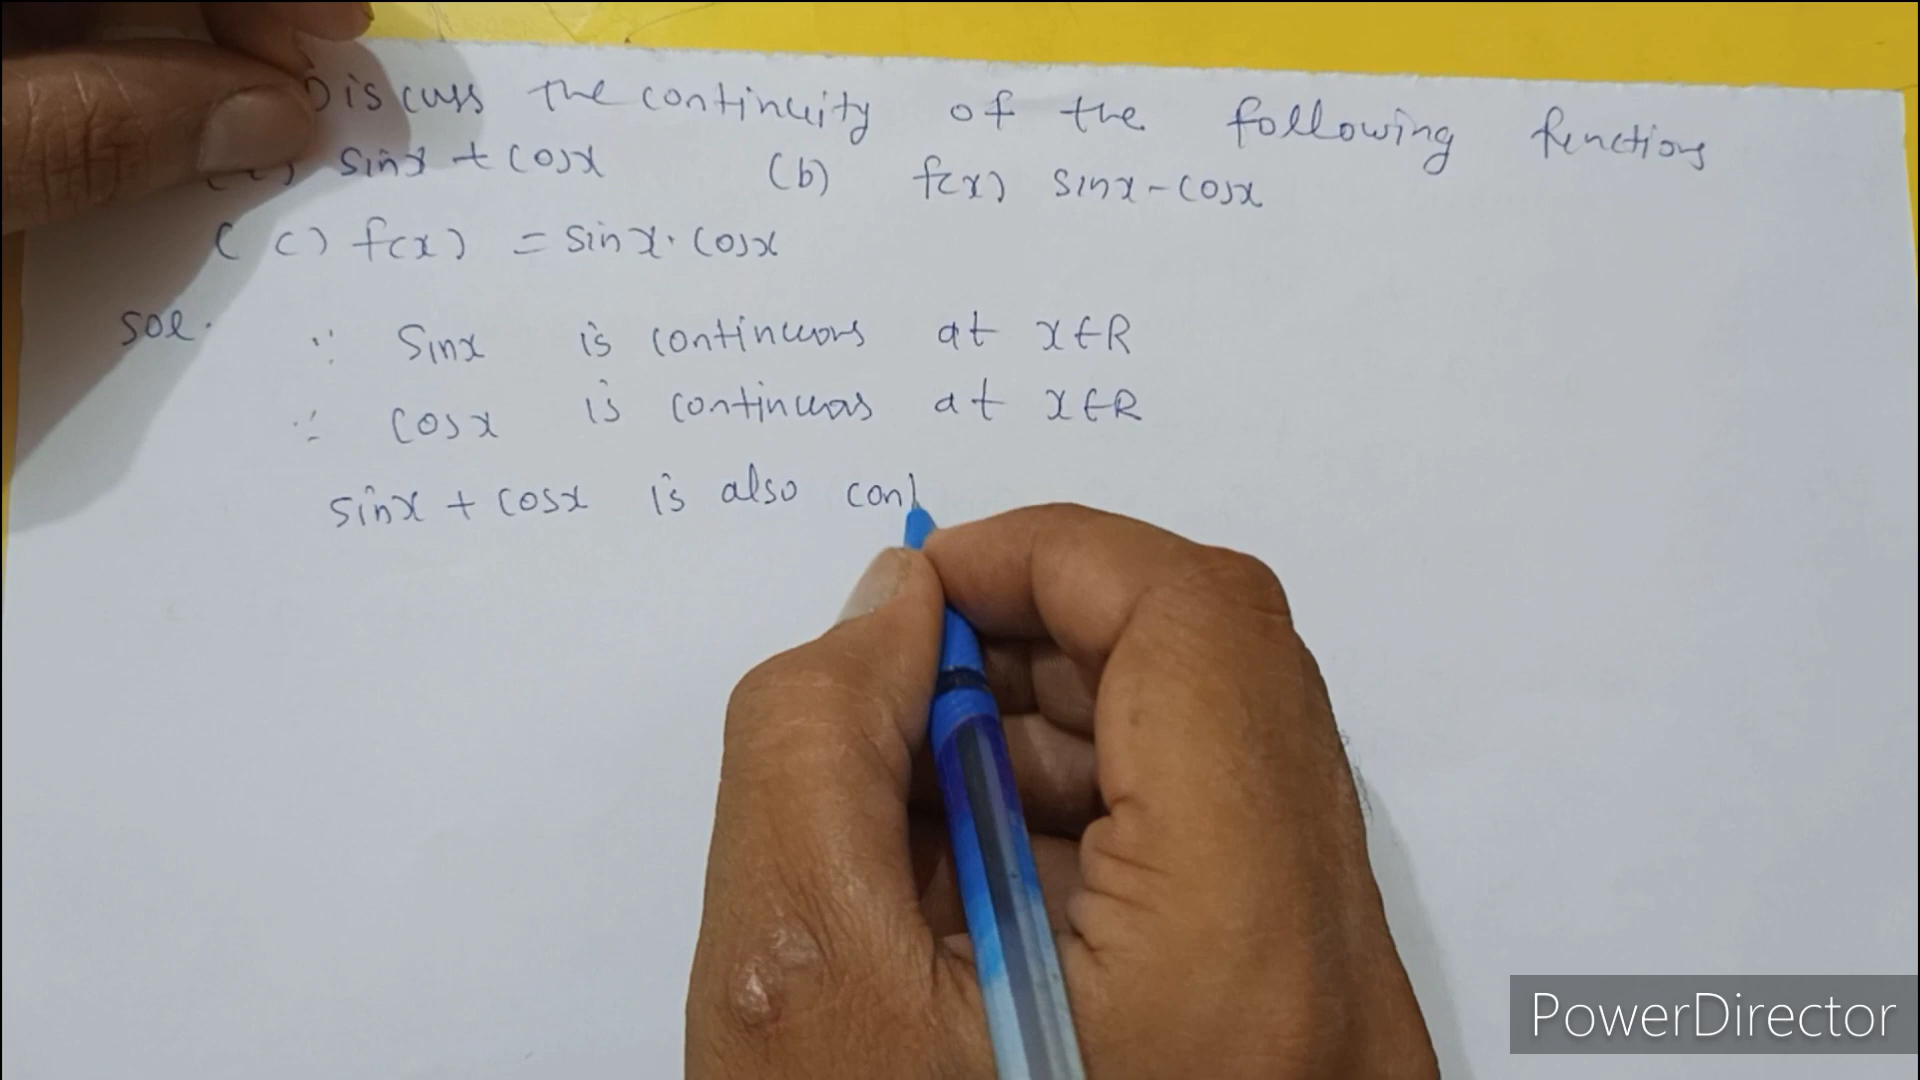 Discuss the continuity of the following functions
sinx + cosx (b) f(x) sinx - cosx
(c) f(x) = sinx · cosx
Sol. ∵ Sinx is continuous at x∈R
∵ cosx is continuous at x∈R
sinx + cosx is also con
PowerDirector